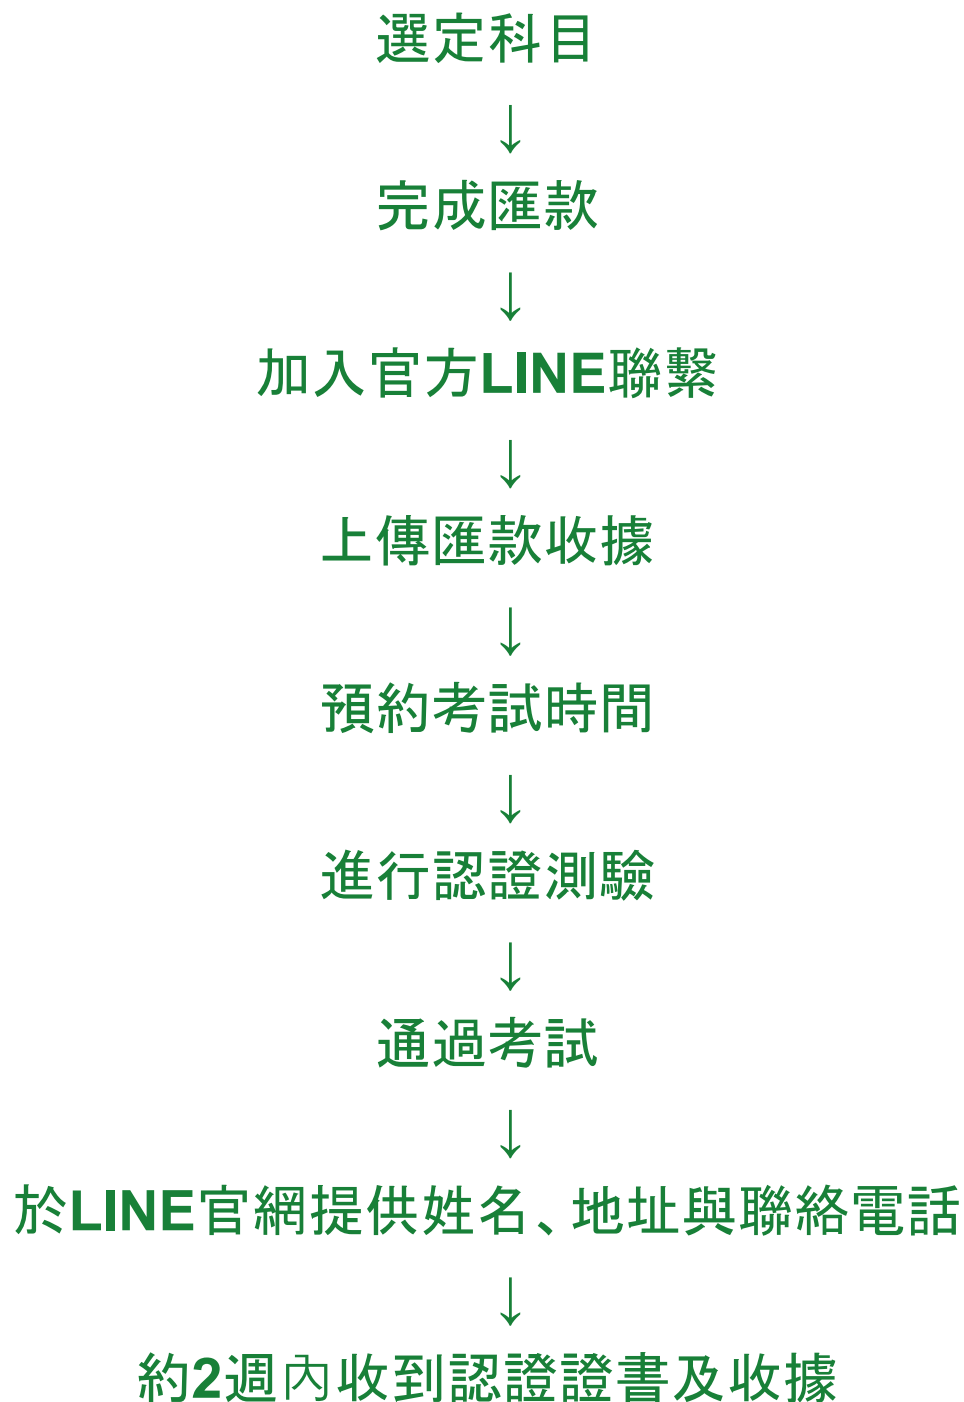 選定科目
↓
完成匯款
↓
加入官方LINE聯繫
↓
上傳匯款收據
↓
預約考試時間
↓
進行認證測驗
↓
通過考試
↓
於LINE官網提供姓名、地址與聯絡電話
↓
約2週內收到認證證書及收據